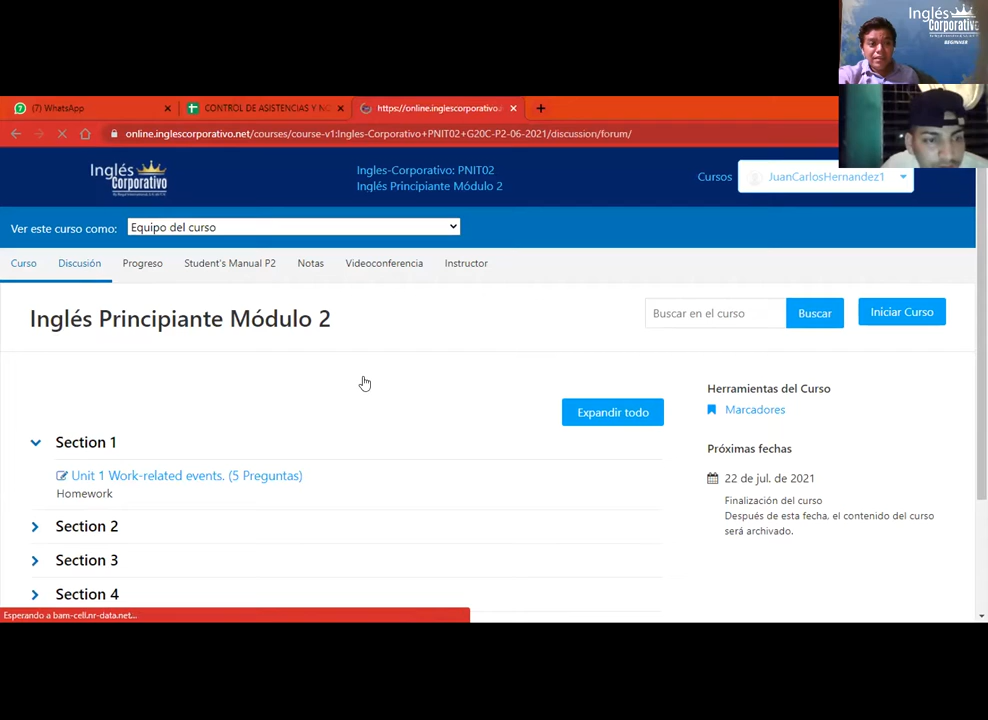 Inglés
Corporativo
BEGINNER
(7) WhatsApp
CONTROL DE ASISTENCIAS Y NO
https://online.inglescorporativo.
online.inglescorporativo.net/courses/course-v1:Ingles-Corporativo+PNIT02+G20C-P2-06-2021/discussion/forum/
Inglés
Corporativo
Ingles-Corporativo: PNIT02
Inglés Principiante Módulo 2
Cursos
JuanCarlosHernandez1
Ver este curso como:
Equipo del curso
Curso
Discusión
Progreso
Student's Manual P2
Notas
Videoconferencia
Instructor
Inglés Principiante Módulo 2
Buscar en el curso
Buscar
Iniciar Curso
Expandir todo
Herramientas del Curso
Marcadores
Section 1
Unit 1 Work-related events. (5 Preguntas)
Homework
Próximas fechas
22 de jul. de 2021
Finalización del curso
Después de esta fecha, el contenido del curso
será archivado.
Section 2
Section 3
Section 4
Esperando a bam-cell.nr-data.net...